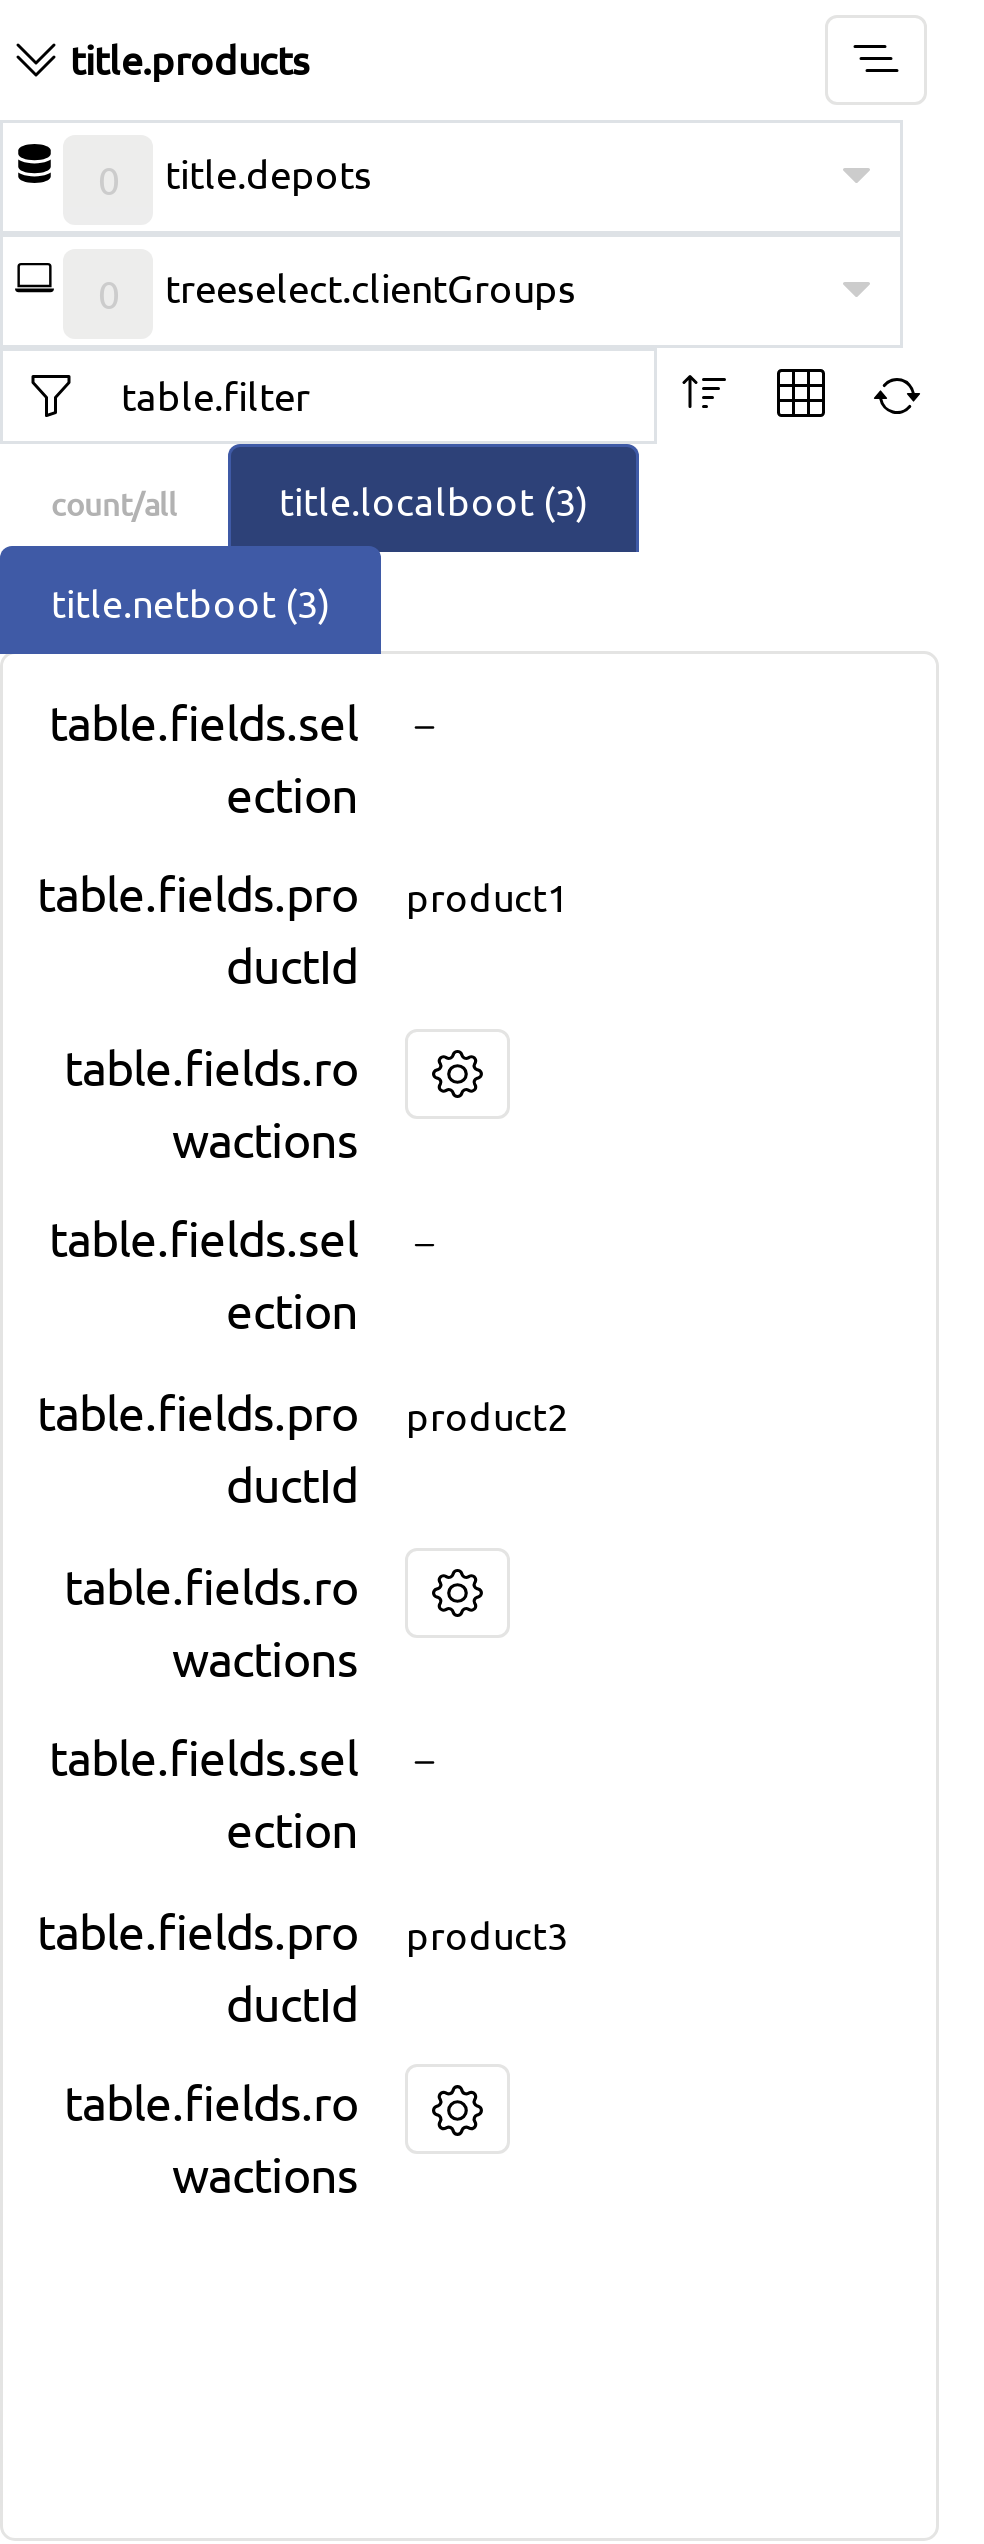 title.products
0 title.depots
0 treeselect.clientGroups
table.filter
count/all title.localboot (3)
title.netboot (3)
table.fields.sel –
ection
table.fields.pro product1
ductId
table.fields.ro
wactions
table.fields.sel –
ection
table.fields.pro product2
ductId
table.fields.ro
wactions
table.fields.sel –
ection
table.fields.pro product3
ductId
table.fields.ro
wactions